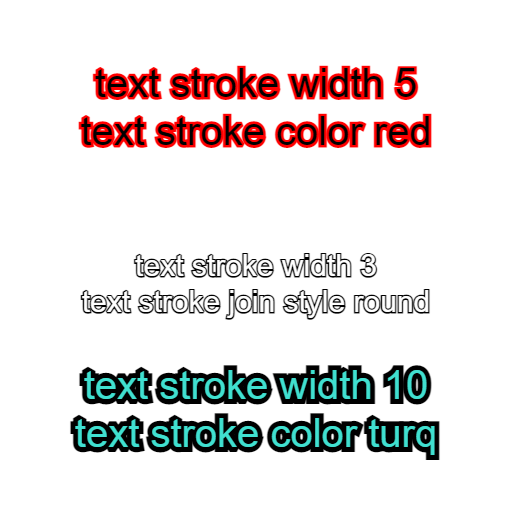 text stroke width 5
text stroke color red
text stroke width 3
text stroke join style round
text stroke width 10
text stroke color turq